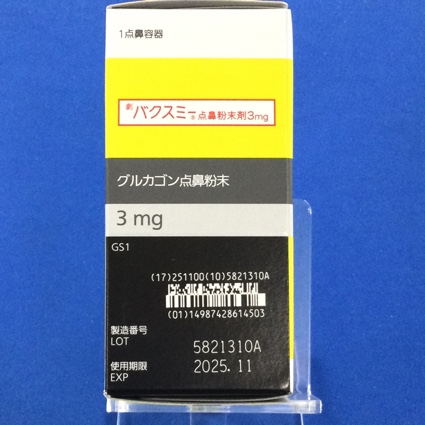 1点鼻容器
劇 バクスミー®点鼻粉末剤3mg
グルカゴン点鼻粉末
3 mg
GS1
(17)251100(10)5821310A
(01)14987428614503
製造番号
LOT 5821310A
使用期限
EXP 2025.11